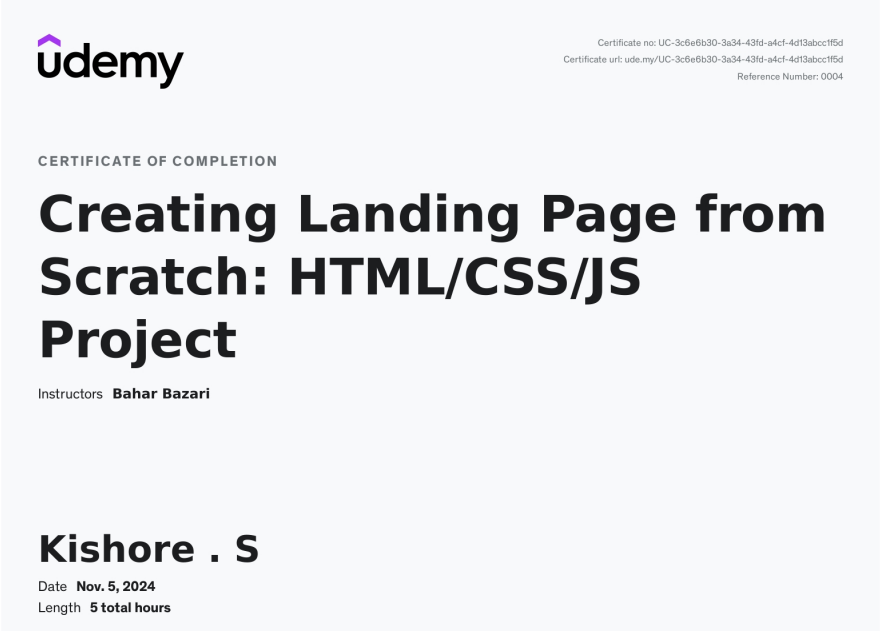 udemy
Certificate no: UC-3c6e6b30-3a34-43fd-a4cf-4d13abcc1f5d
Certificate url: ude.my/UC-3c6e6b30-3a34-43fd-a4cf-4d13abcc1f5d
Reference Number: 0004
CERTIFICATE OF COMPLETION
Creating Landing Page from
Scratch: HTML/CSS/JS
Project
Instructors Bahar Bazari
Kishore . S
Date Nov. 5, 2024
Length 5 total hours